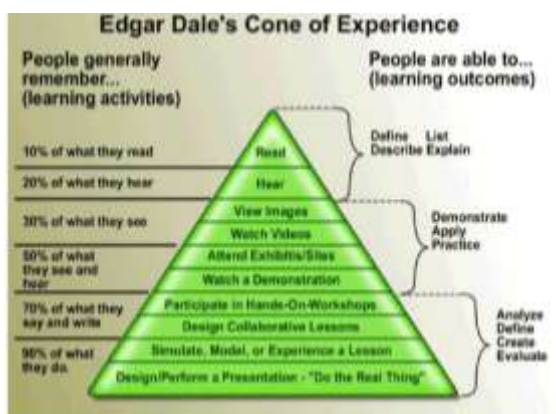 Edgar Dale's Cone of Experience
People generally
remember...
(learning activities)
People are able to...
(learning outcomes)
10% of what they read
20% of what they hear
30% of what they see
50% of what
they see and
hear
70% of what they
say and write
90% of what
they do.
Read
Hear
View Images
Watch Videos
Attend Exhibits/Sites
Watch a Demonstration
Participate in Hands-On-Workshops
Design Collaborative Lessons
Simulate, Model, or Experience a Lesson
Design/Perform a Presentation - "Do the Real Thing"
Define List
Describe Explain
Demonstrate
Apply
Practice
Analyze
Define
Create
Evaluate